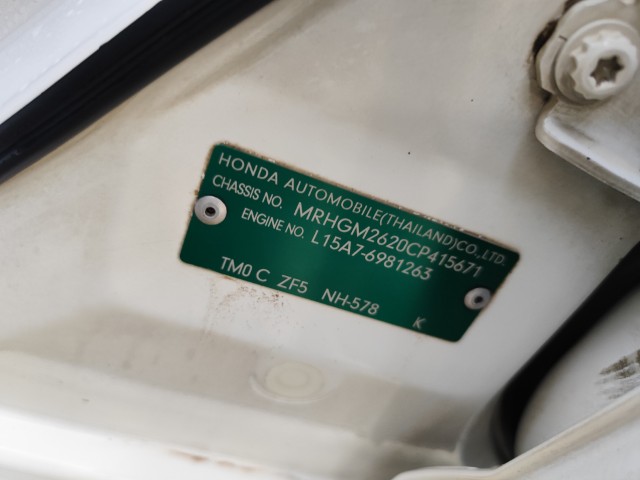 HONDA AUTOMOBILE(THAILAND)CO.,LTD.
CHASSIS NO. MRHGM2620CP415671
ENGINE NO. L15A7-6981263
TM0 C ZF5 NH-578 K